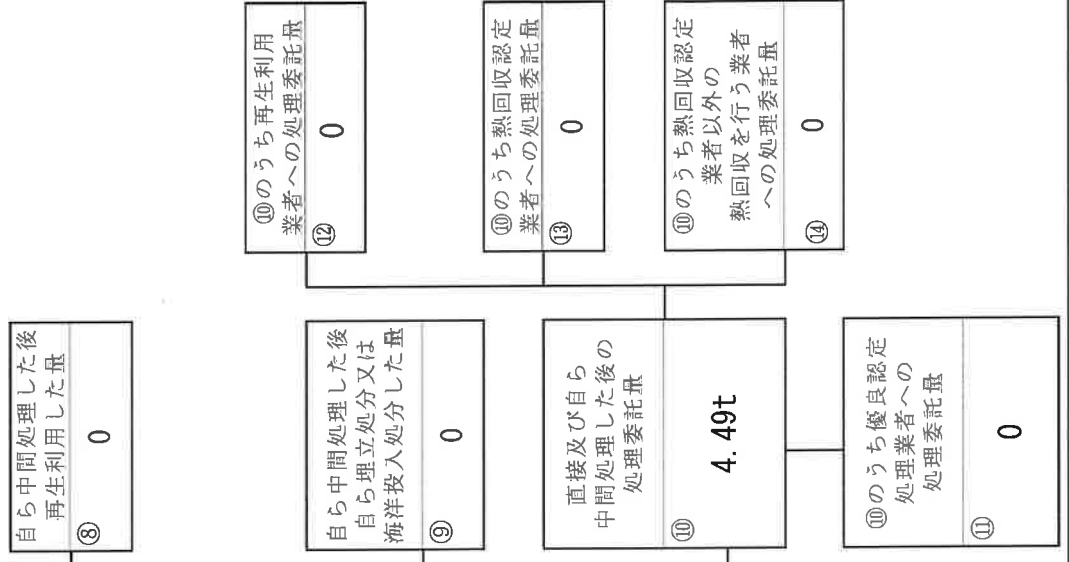 自ら中間処理した後
再生利用した量
⑧
0
自ら中間処理した後
自ら埋立処分又は
海洋投入処分した量
⑨
0
直接及び自ら
中間処理した後の
処理委託量
⑩
4.49t
⑩のうち優良認定
処理業者への
処理委託量
⑪
0
⑩のうち再生利用
業者への処理委託量
⑫
0
⑩のうち熱回収認定
業者への処理委託量
⑬
0
⑩のうち熱回収認定
業者以外の
熱回収を行う業者
への処理委託量
⑭
0